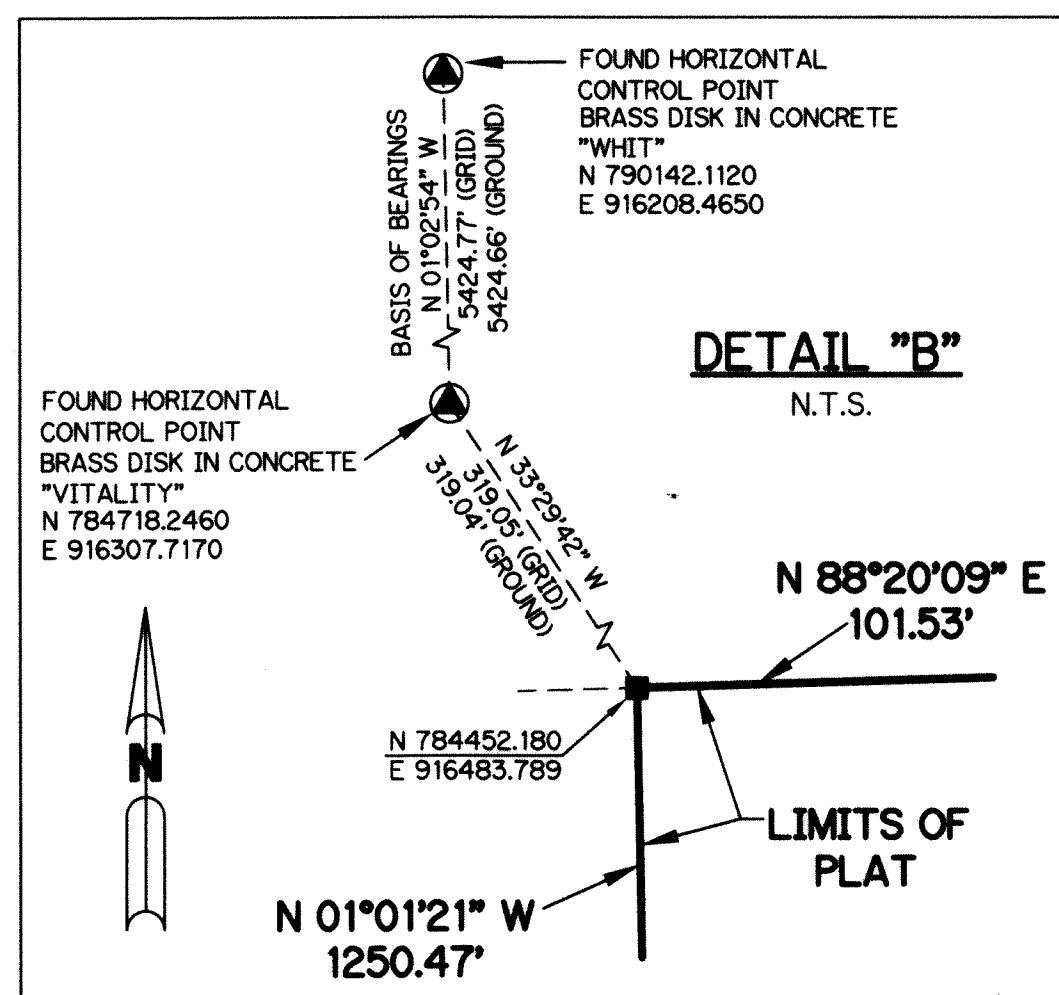 FOUND HORIZONTAL
CONTROL POINT
BRASS DISK IN CONCRETE
"WHIT"
N 790142.1120
E 916208.4650
BASIS OF BEARINGS
N 01°02'54" W
5424.77' (GRID)
5424.66' (GROUND)
DETAIL "B"
N.T.S.
FOUND HORIZONTAL
CONTROL POINT
BRASS DISK IN CONCRETE
"VITALITY"
N 784718.2460
E 916307.7170
N 33°29'42" W
319.05' (GRID)
319.04' (GROUND)
N 88°20'09" E
101.53'
N 784452.180
E 916483.789
N
LIMITS OF
PLAT
N 01°01'21" W
1250.47'